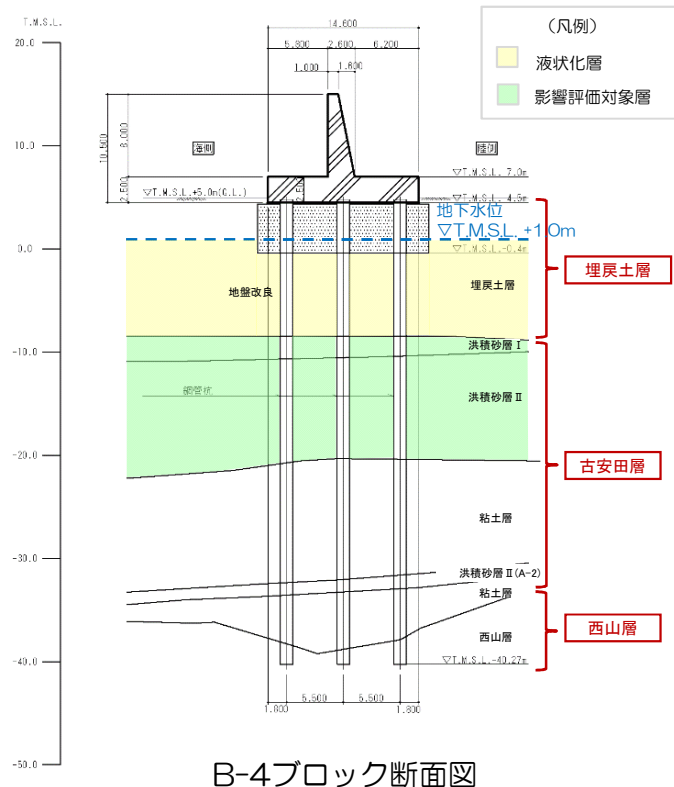 T.M.S.L.
20.0
10.0
0.0
-10.0
-20.0
-30.0
-40.0
-50.0
14.600
5.800
2.600
6.200
1.000
1.600
10.500
8.000
2.500
2.500
海側
陸側
(凡例)
液状化層
影響評価対象層
▽T.M.S.L. 7.0m
▽T.M.S.L.+5.0m(G.L.)
▽T.M.S.L. 4.5m
地下水位
▽T.M.S.L. +1.0m
▽T.M.S.L.-0.4m
地盤改良
埋戻土層
埋戻土層
洪積砂層Ⅰ
鋼管杭
洪積砂層Ⅱ
古安田層
粘土層
洪積砂層Ⅱ(A-2)
粘土層
西山層
西山層
▽T.M.S.L.-40.27m
5.500
5.500
1.800
1.800
B-4ブロック断面図